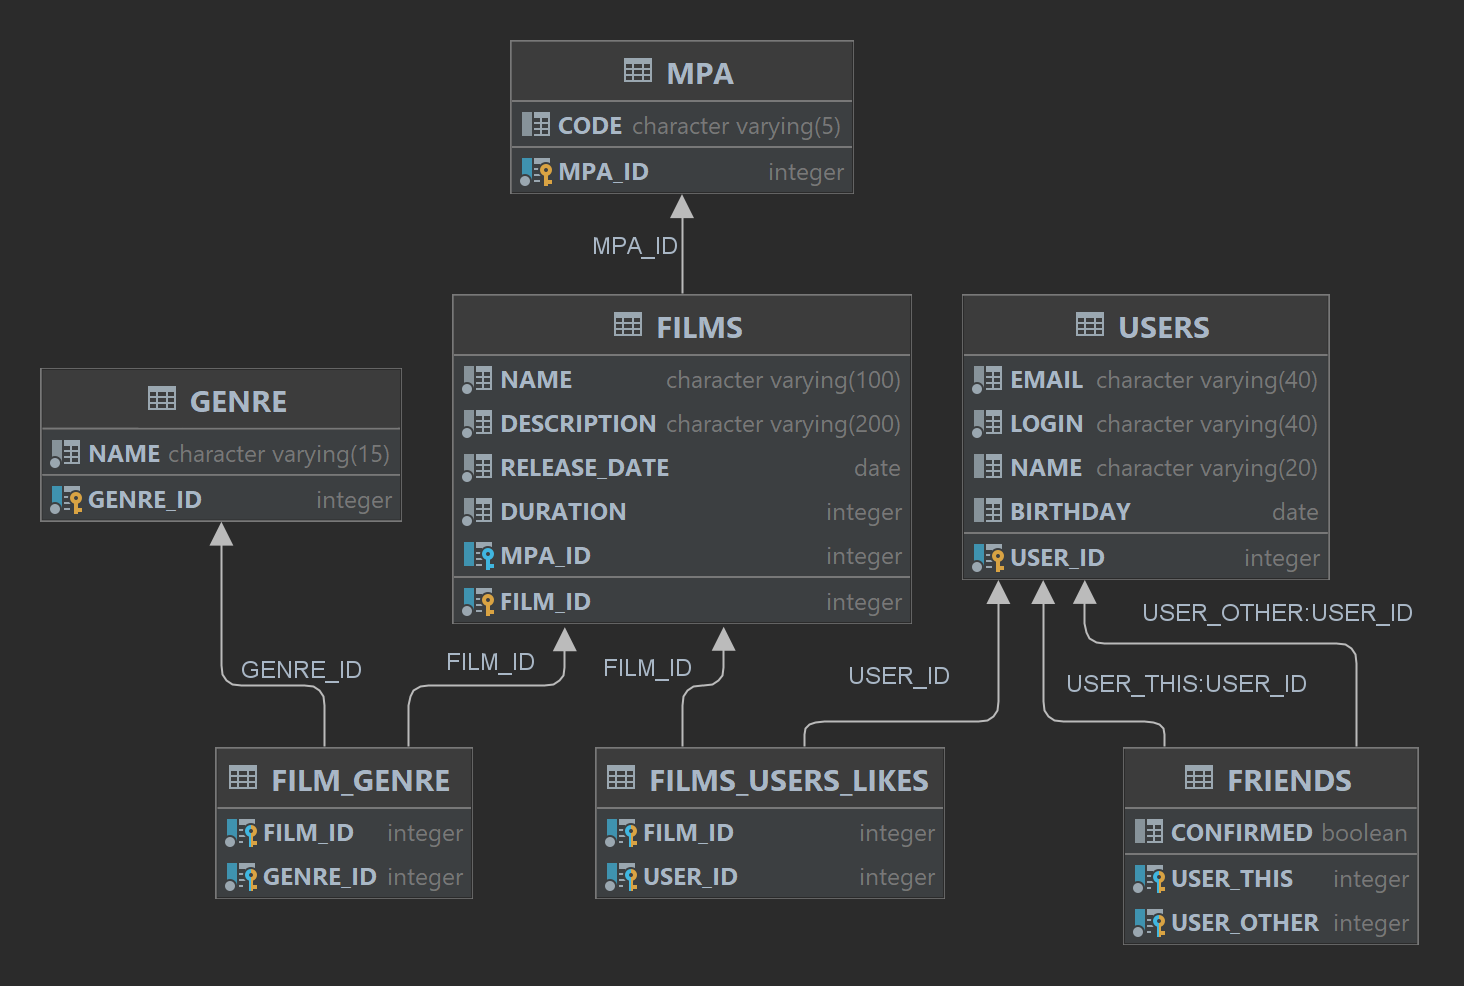 MPA
CODE character varying(5)
MPA_ID integer
MPA_ID
FILMS
NAME character varying(100)
DESCRIPTION character varying(200)
RELEASE_DATE date
DURATION integer
MPA_ID integer
FILM_ID integer
USERS
EMAIL character varying(40)
LOGIN character varying(40)
NAME character varying(20)
BIRTHDAY date
USER_ID integer
GENRE
NAME character varying(15)
GENRE_ID integer
GENRE_ID
FILM_ID
FILM_ID
USER_ID
USER_THIS:USER_ID
USER_OTHER:USER_ID
FILM_GENRE
FILM_ID integer
GENRE_ID integer
FILMS_USERS_LIKES
FILM_ID integer
USER_ID integer
FRIENDS
CONFIRMED boolean
USER_THIS integer
USER_OTHER integer